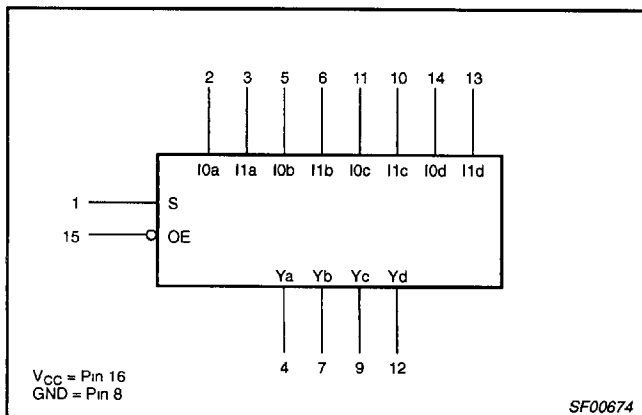 2 3 5 6 11 10 14 13
I0a I1a I0b I1b I0c I1c I0d I1d
1 S
15 OE
Ya Yb Yc Yd
4 7 9 12
VCC = Pin 16
GND = Pin 8
SF00674